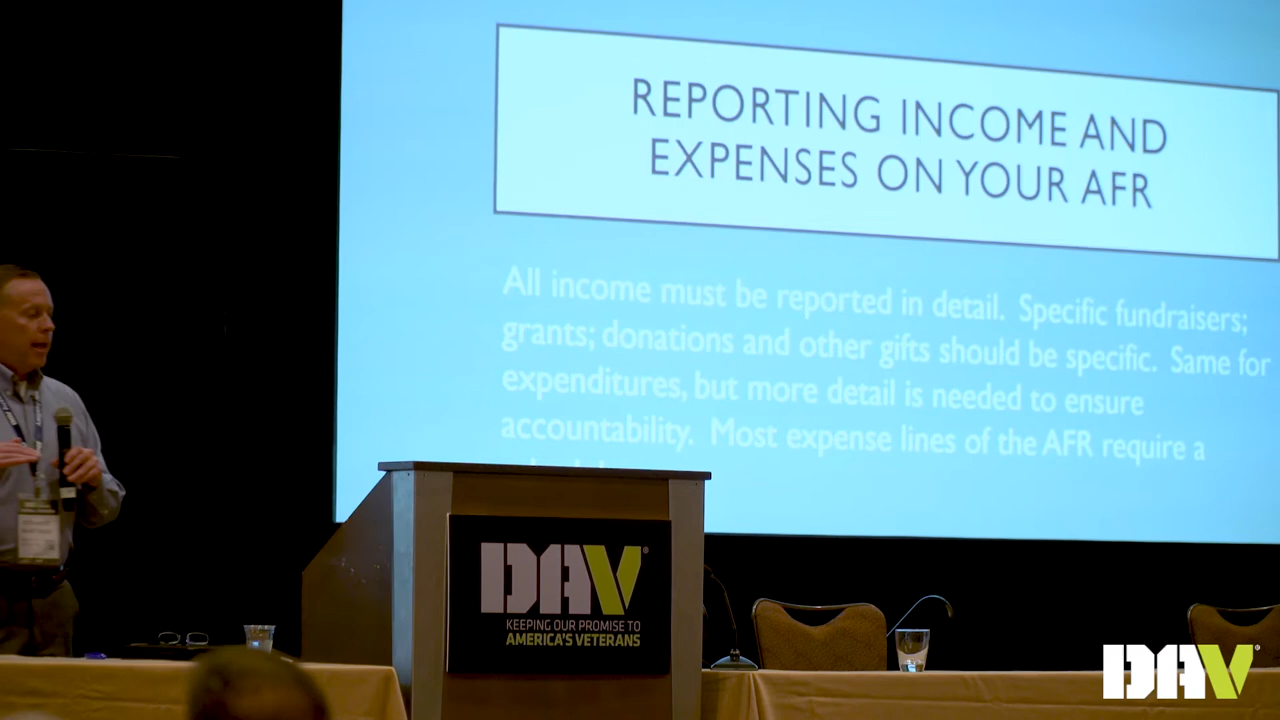 REPORTING INCOME AND
EXPENSES ON YOUR AFR
All income must be reported in detail. Specific fundraisers;
grants; donations and other gifts should be specific. Same for
expenditures, but more detail is needed to ensure
accountability. Most expense lines of the AFR require a
DAV®
KEEPING OUR PROMISE TO
AMERICA'S VETERANS
DAV®